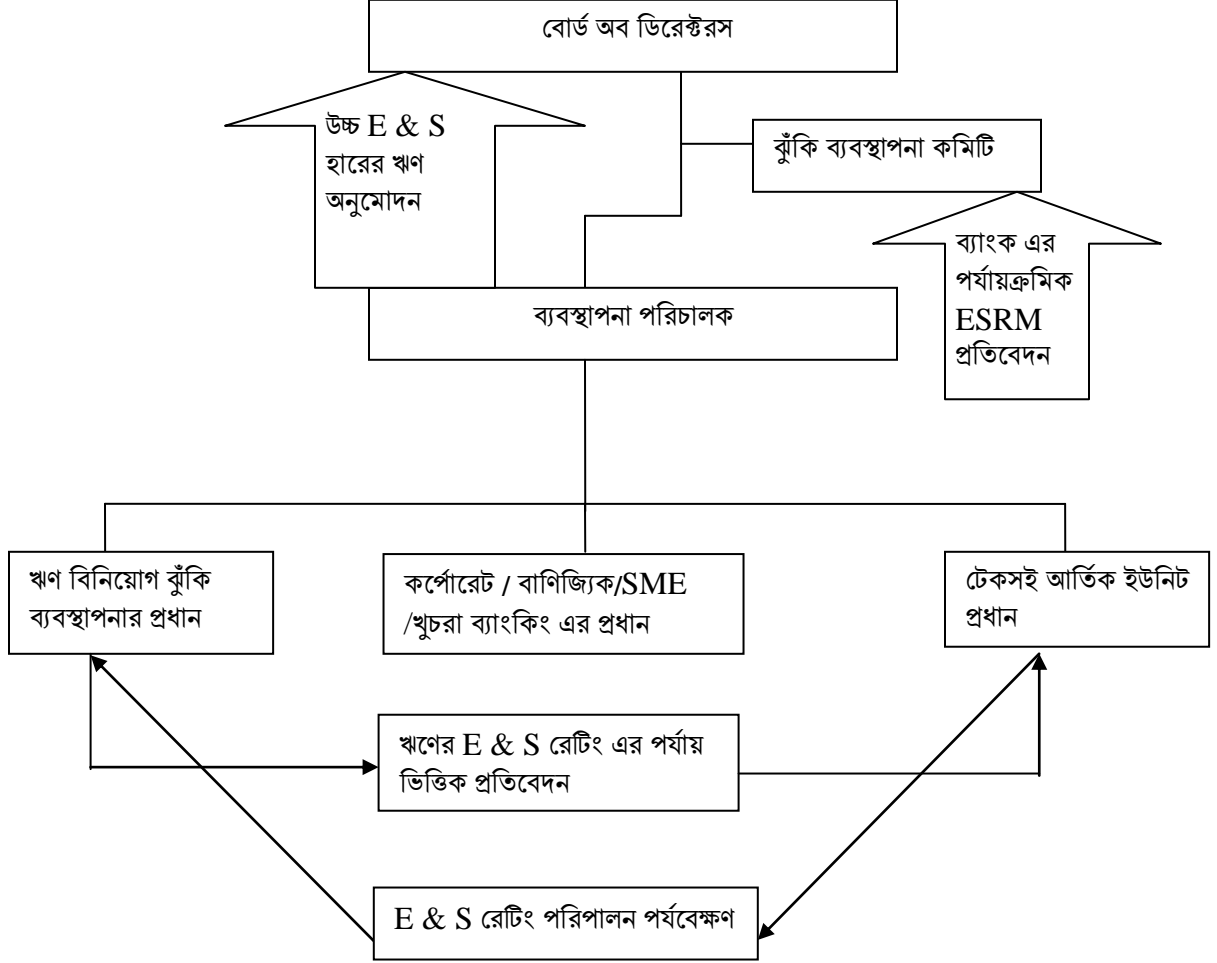 বোর্ড অব ডিরেক্টরস
উচ্চ E & S
হারের ঋণ
অনুমোদন
ঝুঁকি ব্যবস্থাপনা কমিটি
ব্যাংক এর
পর্যায়ক্রমিক
ESRM
প্রতিবেদন
ব্যবস্থাপনা পরিচালক
ঋণ বিনিয়োগ ঝুঁকি
ব্যবস্থাপনার প্রধান
কর্পোরেট / বাণিজ্যিক/SME
/খুচরা ব্যাংকিং এর প্রধান
টেকসই আর্তিক ইউনিট
প্রধান
ঋণের E & S রেটিং এর পর্যায়
ভিত্তিক প্রতিবেদন
E & S রেটিং পরিপালন পর্যবেক্ষণ